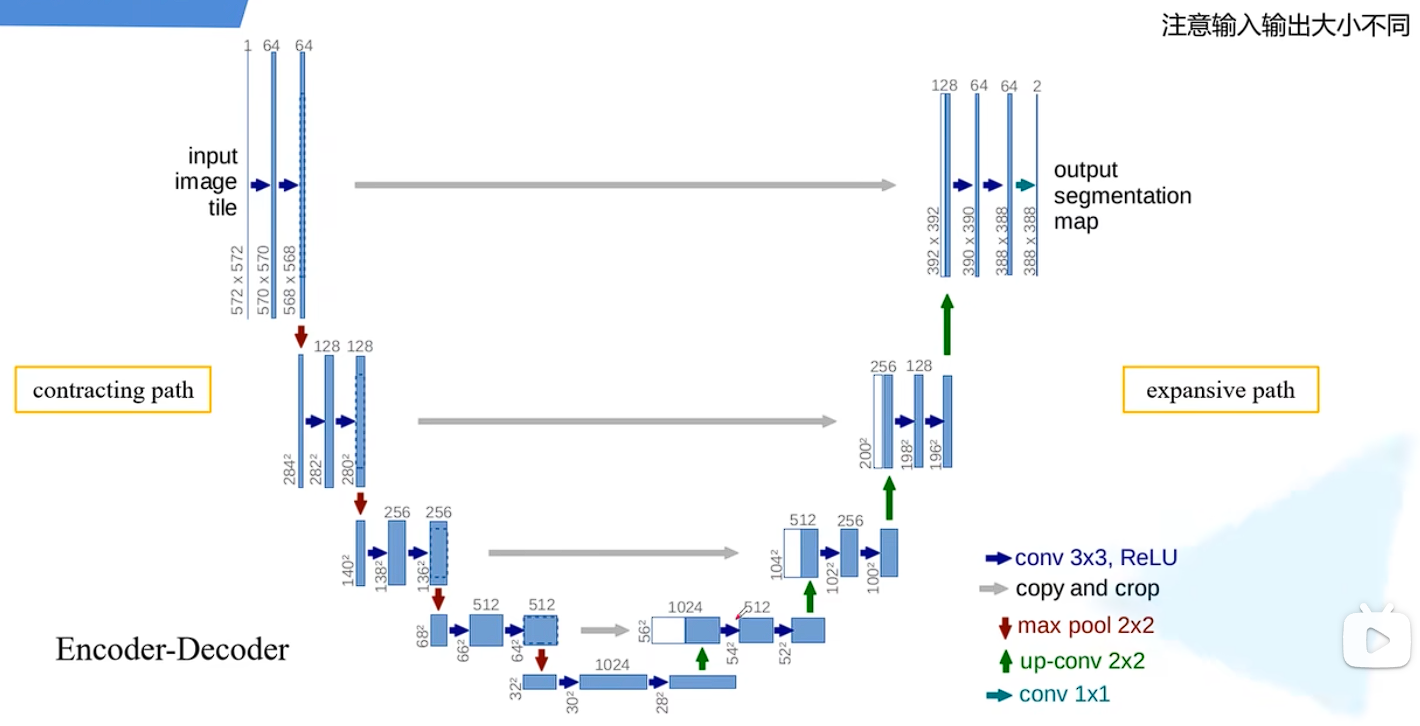 注意输入输出大小不同
1 64 64
128 64 64 2
input
image
tile
output
segmentation
map
572 x 572
570 x 570
568 x 568
392 x 392
390 x 390
388 x 388
388 x 388
128 128
256 128
contracting path
expansive path
284²
282²
280²
200²
198²
196²
256 256
512 256
140²
138²
136²
104²
102²
100²
conv 3x3, ReLU
copy and crop
max pool 2x2
up-conv 2x2
conv 1x1
512 512
1024 512
68²
66²
64²
56²
54²
52²
Encoder-Decoder
1024
32²
30²
28²